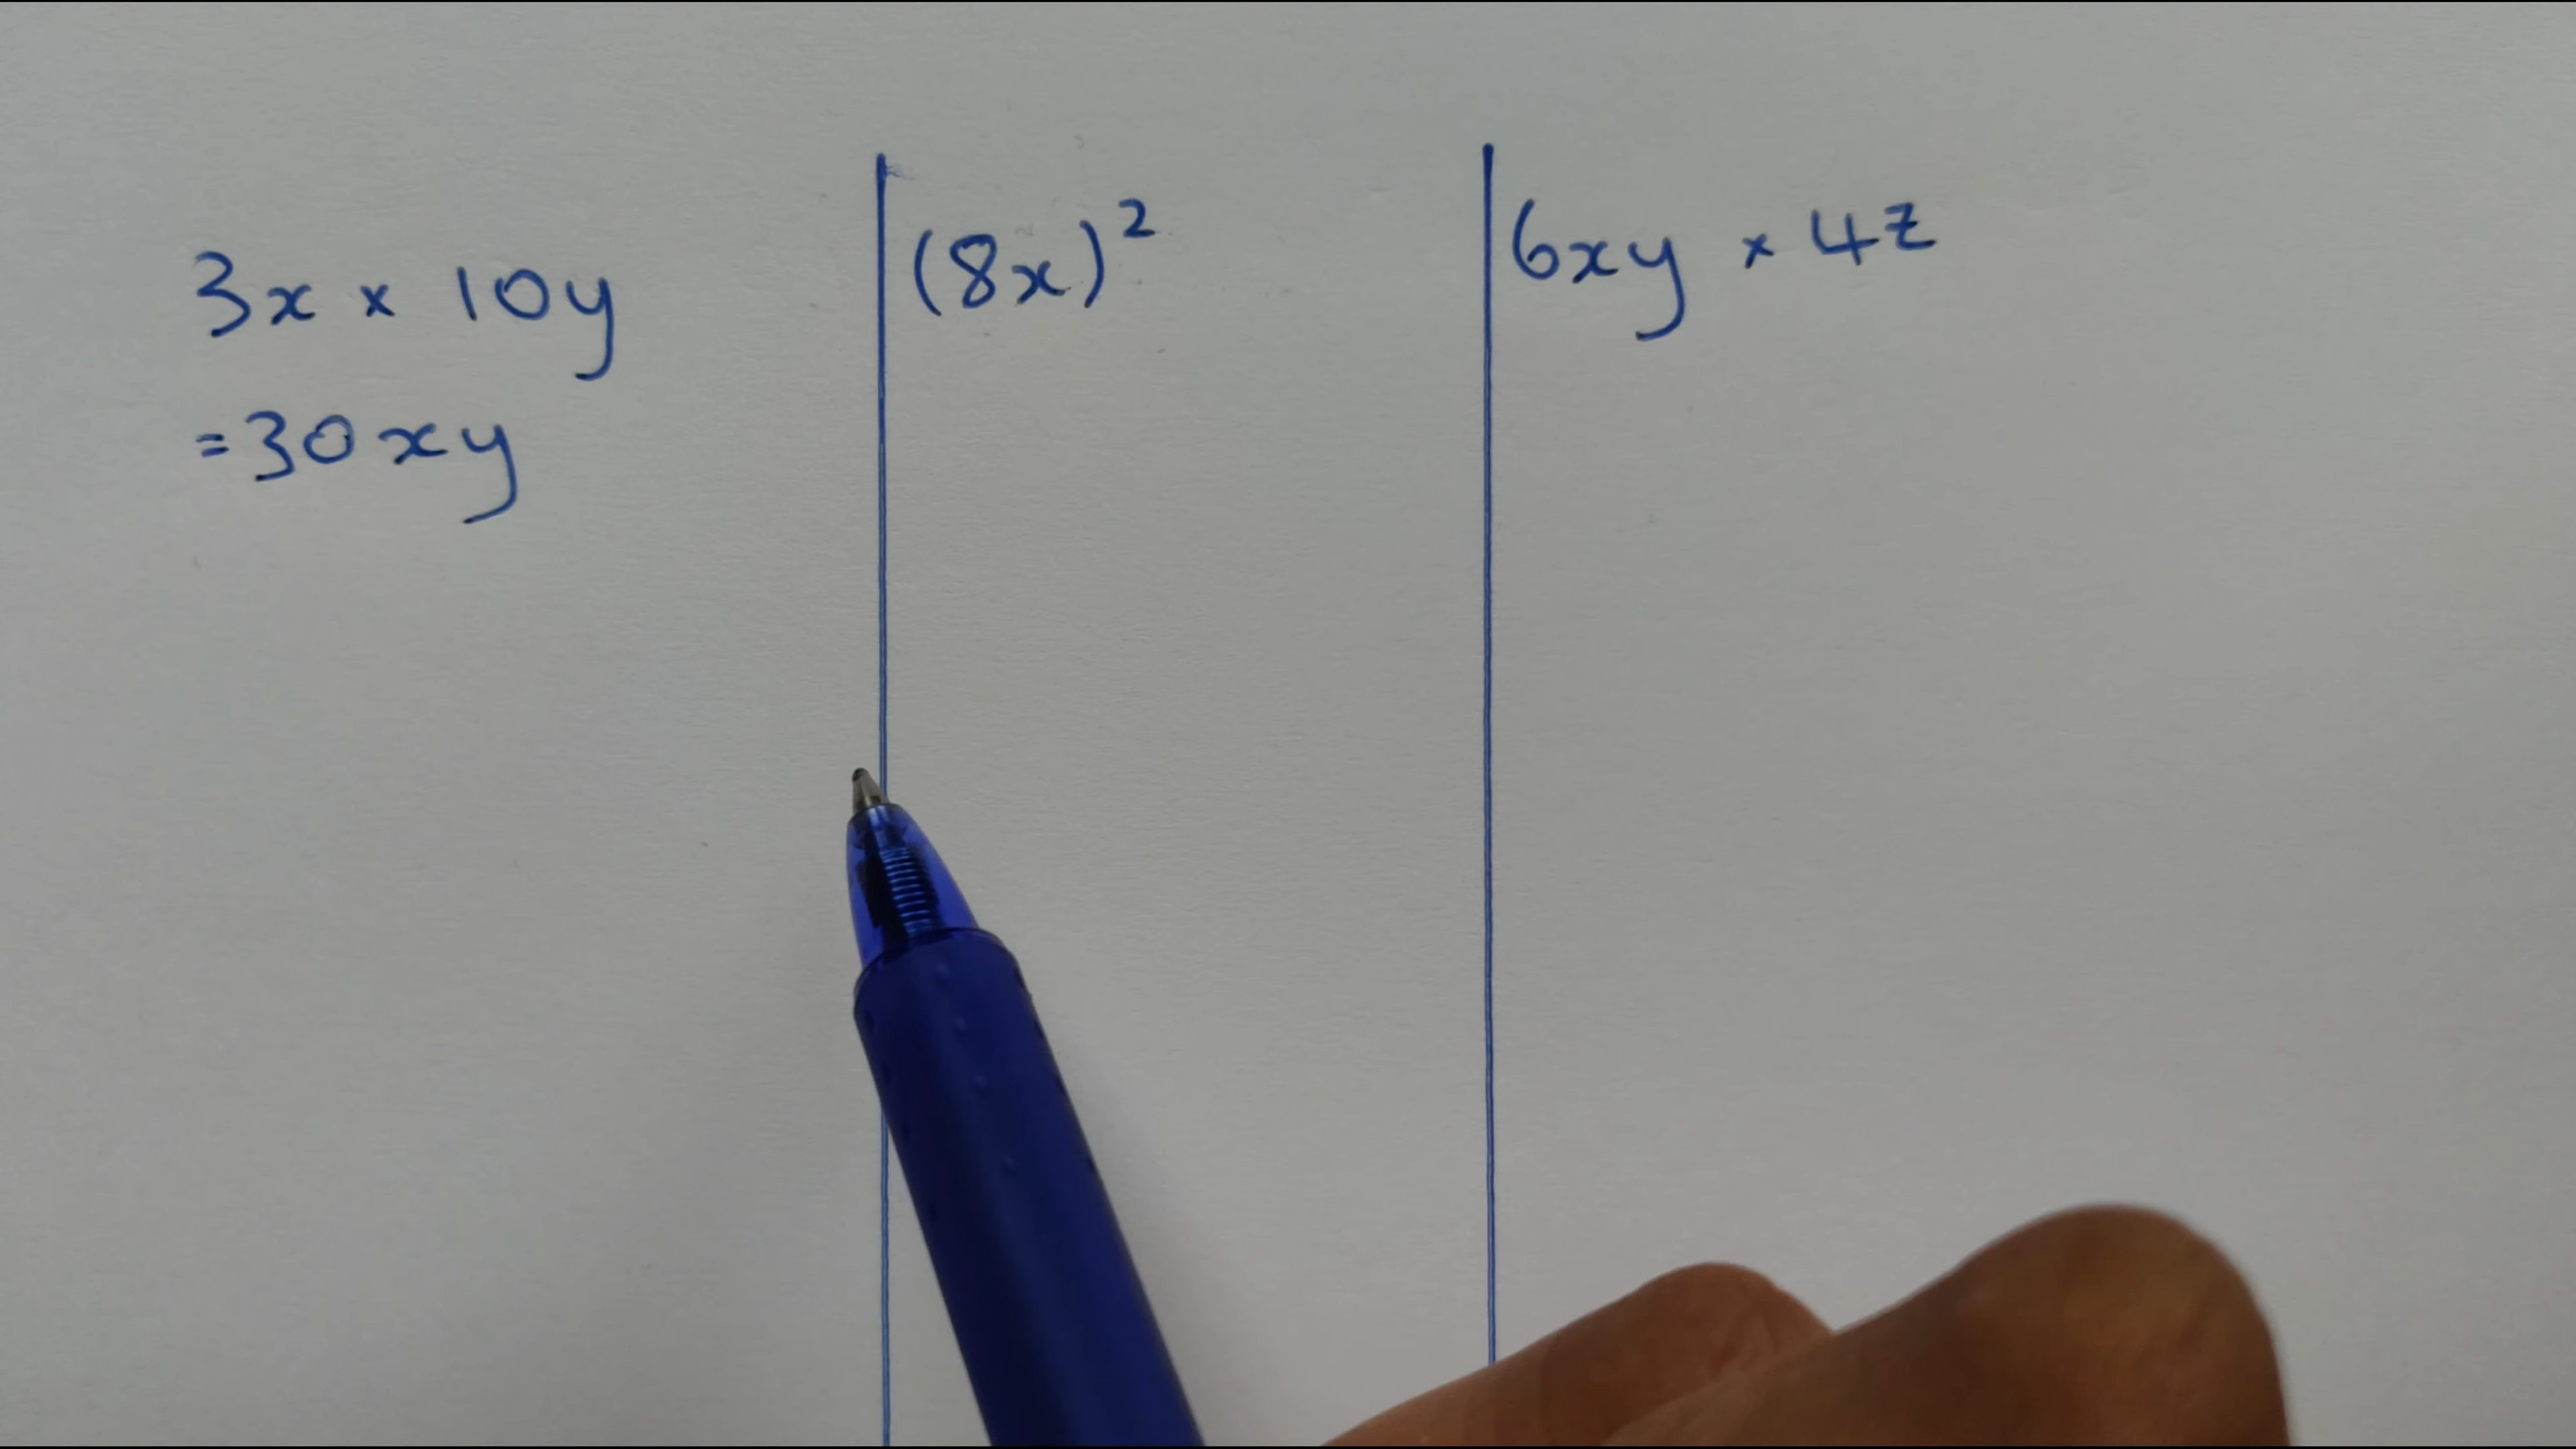 3x × 10y
= 30xy
(8x)²
6xy × 4z